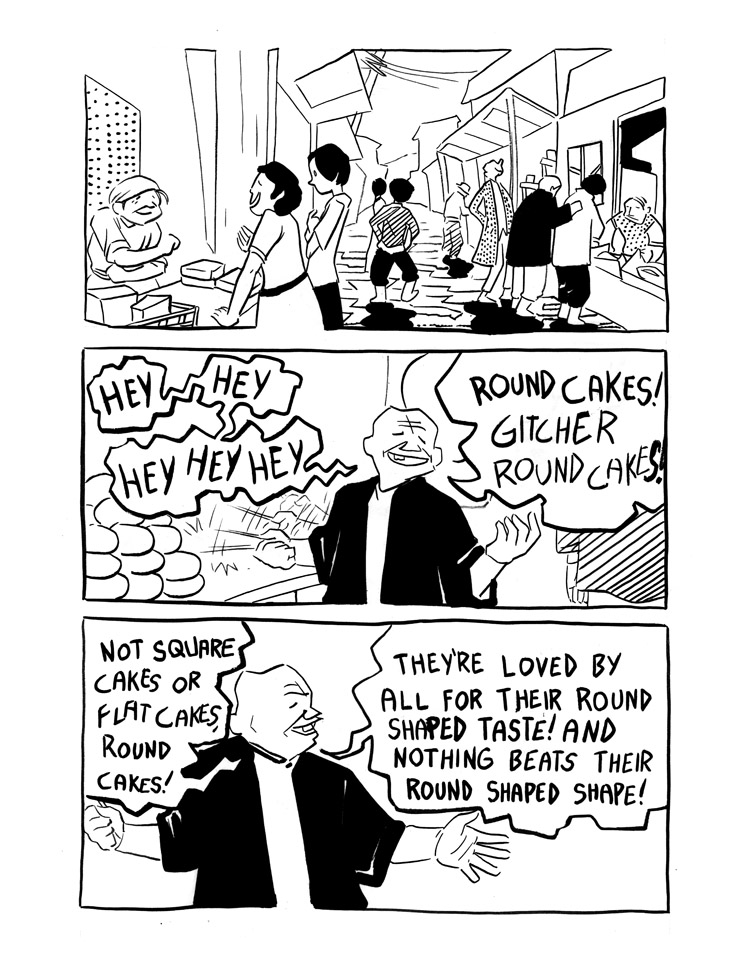 HEY HEY
HEY HEY HEY
ROUND CAKES!
GITCHER
ROUND CAKES!
NOT SQUARE
CAKES OR
FLAT CAKES,
ROUND
CAKES!
THEY'RE LOVED BY
ALL FOR THEIR ROUND
SHAPED TASTE! AND
NOTHING BEATS THEIR
ROUND SHAPED SHAPE!